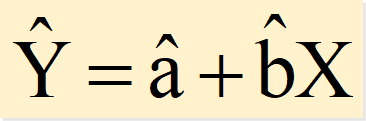 Ŷ = â + b̂X